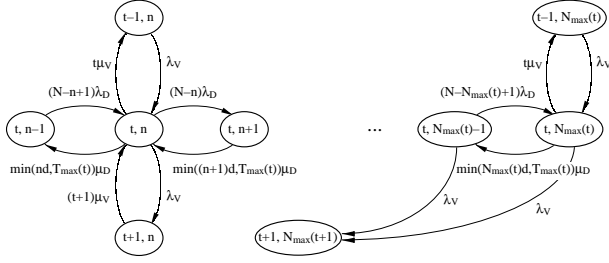 t−1, n
t−1, Nmax(t)
tμV
λV
tμV
λV
(N−n+1)λD
(N−n)λD
(N−Nmax(t)+1)λD
t, n−1
t, n
t, n+1
...
t, Nmax(t)−1
t, Nmax(t)
min(nd,Tmax(t))μD
min((n+1)d,Tmax(t))μD
min(Nmax(t)d,Tmax(t))μD
(t+1)μV
λV
λV
λV
t+1, n
t+1, Nmax(t+1)